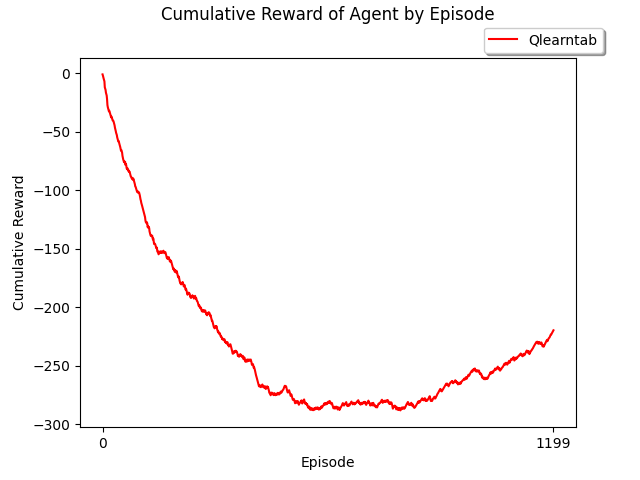 Cumulative Reward of Agent by Episode
Qlearntab
0
−50
−100
−150
−200
−250
−300
Cumulative Reward
0
1199
Episode